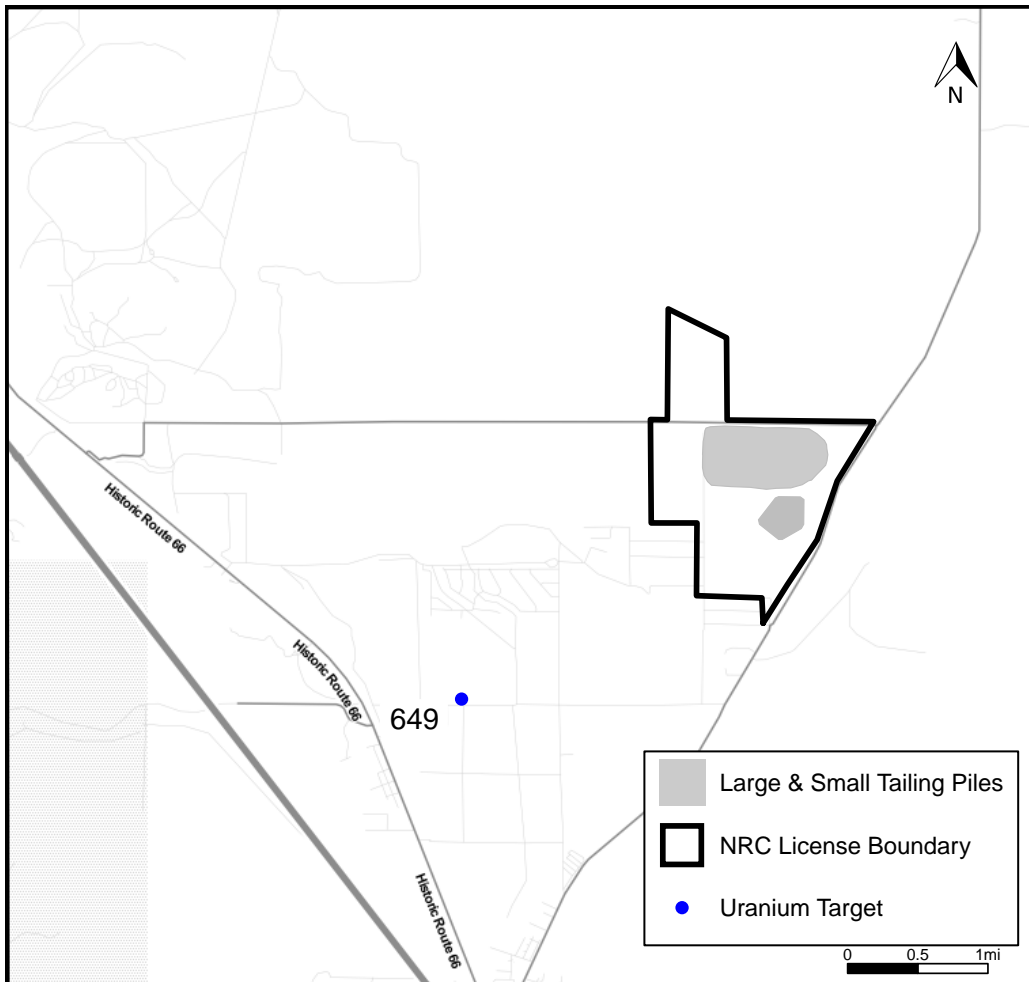 N
Historic Route 66
Historic Route 66
649
Historic Route 66
Large & Small Tailing Piles
NRC License Boundary
Uranium Target
0 0.5 1mi